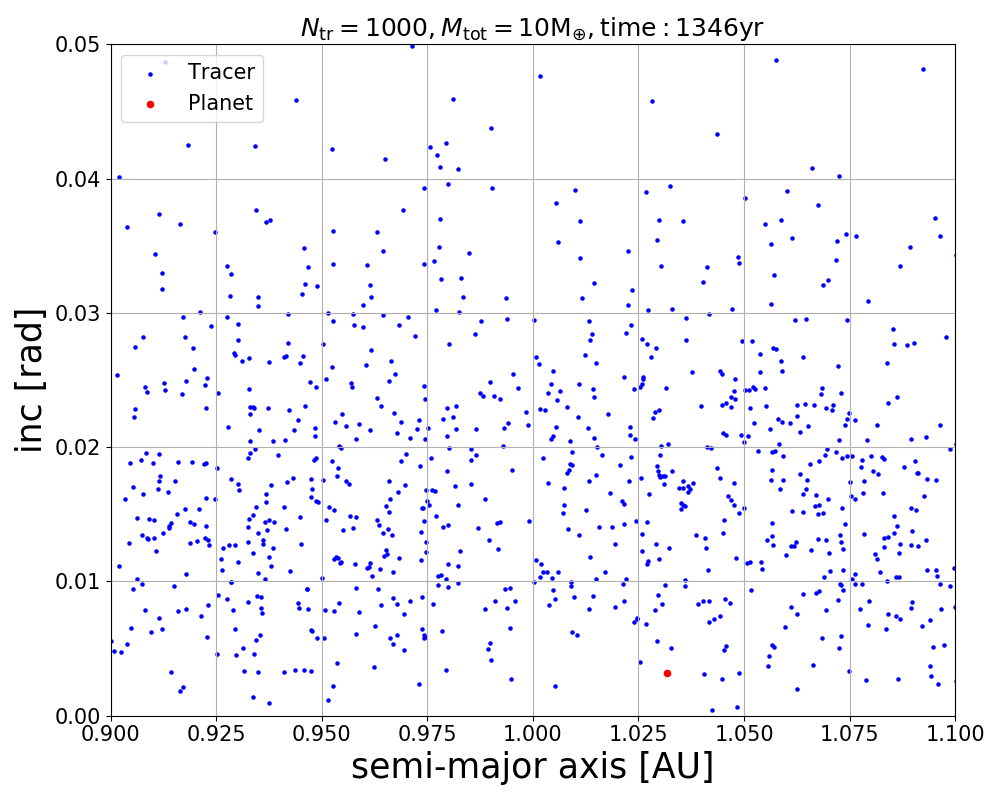 N_tr = 1000, M_tot = 10M_⊕, time : 1346yr
Tracer
Planet
inc [rad]
0.05
0.04
0.03
0.02
0.01
0.00
0.900 0.925 0.950 0.975 1.000 1.025 1.050 1.075 1.100
semi-major axis [AU]